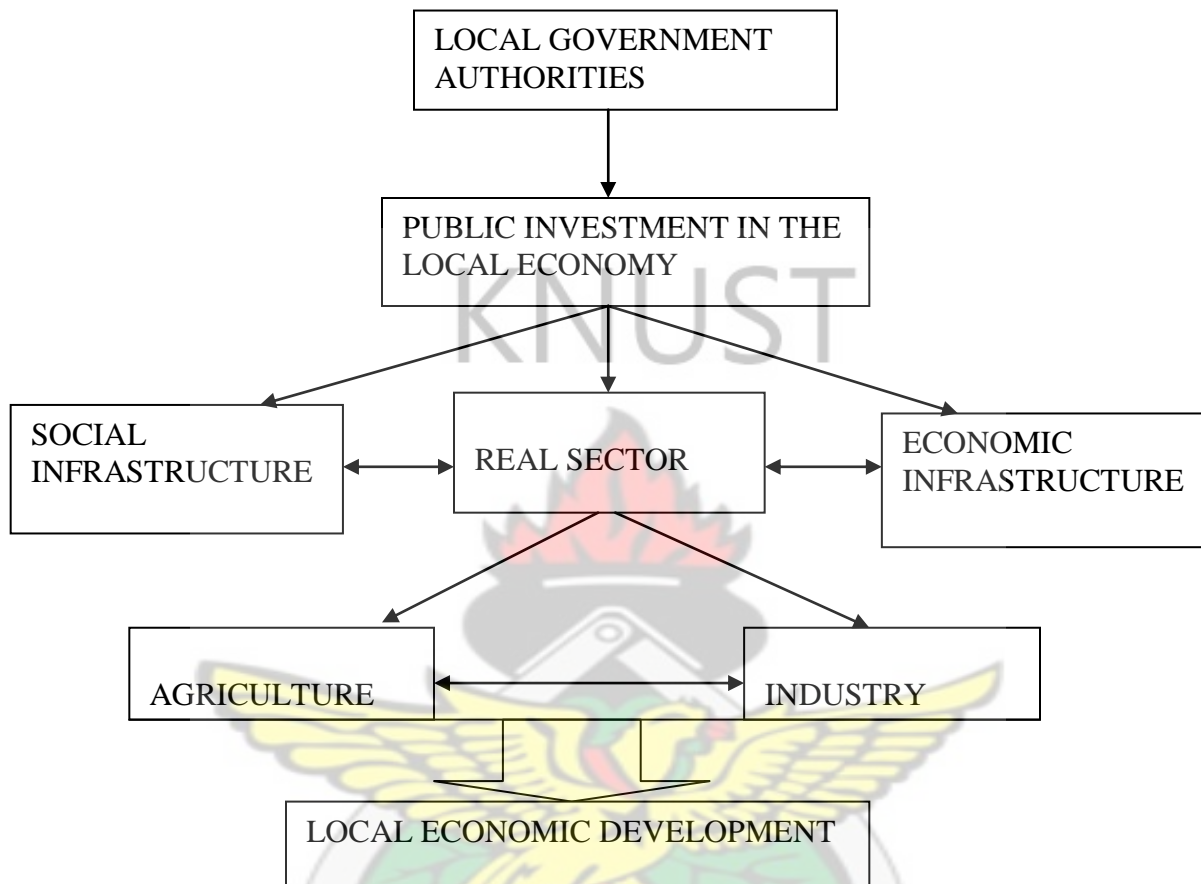 LOCAL GOVERNMENT
AUTHORITIES
PUBLIC INVESTMENT IN THE
LOCAL ECONOMY
KNUST
SOCIAL
INFRASTRUCTURE
REAL SECTOR
ECONOMIC
INFRASTRUCTURE
AGRICULTURE
INDUSTRY
LOCAL ECONOMIC DEVELOPMENT